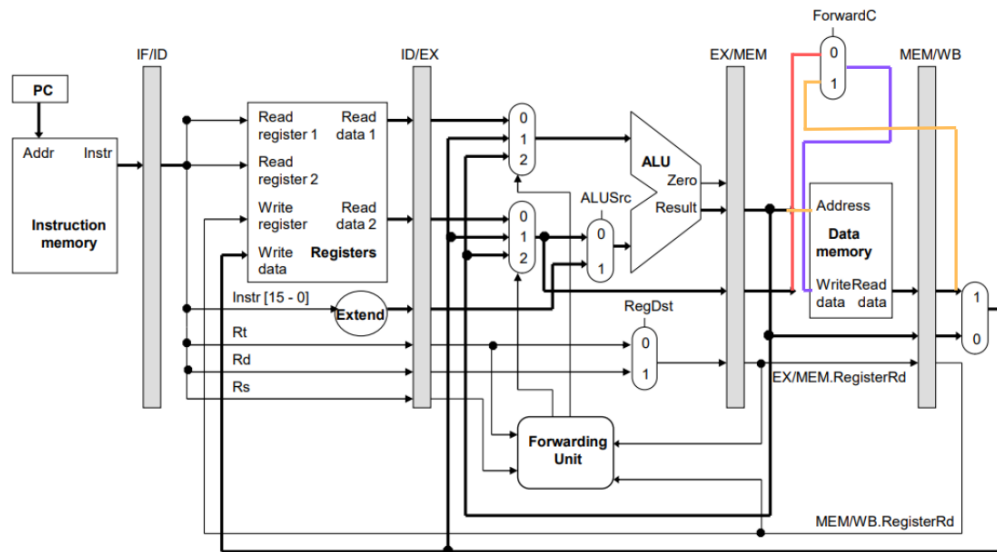 ForwardC
IF/ID
ID/EX
EX/MEM
MEM/WB
0
1
PC
Addr
Instr
Instruction
memory
Read
register 1
Read
data 1
Read
register 2
Write
register
Read
data 2
Write
data
Registers
0
1
2
0
1
2
ALUSrc
0
1
ALU
Zero
Result
Address
Data
memory
WriteRead
data data
1
0
Instr [15 - 0]
Extend
RegDst
Rt
0
Rd
1
Rs
EX/MEM.RegisterRd
Forwarding
Unit
MEM/WB.RegisterRd